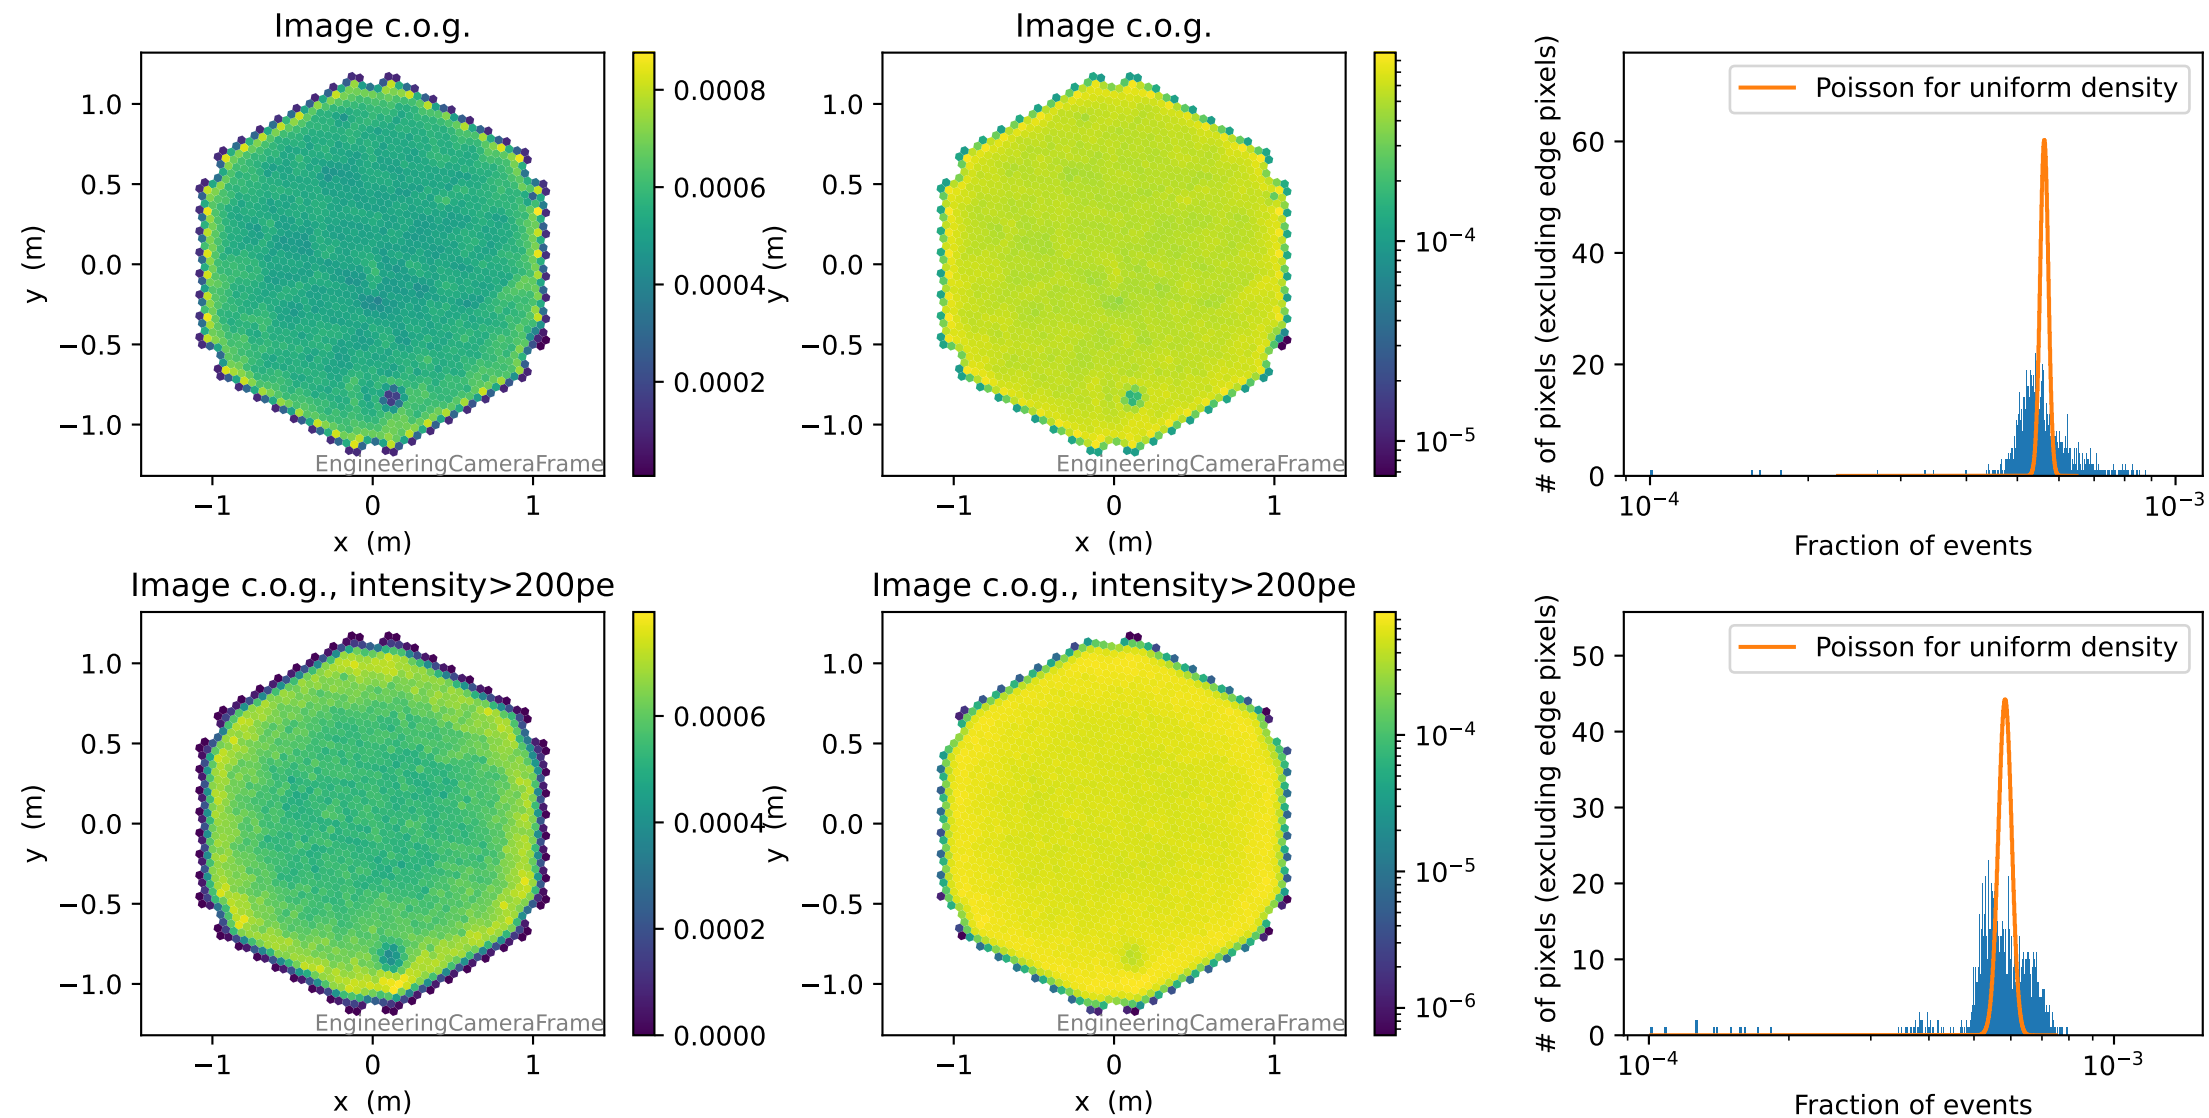 Image c.o.g.
y (m)
1.0
0.5
0.0
−0.5
−1.0
−1
0
1
x (m)
EngineeringCameraFrame
0.0008
0.0006
0.0004
0.0002
Image c.o.g.
y (m)
1.0
0.5
0.0
−0.5
−1.0
−1
0
1
x (m)
EngineeringCameraFrame
10⁻⁴
10⁻⁵
# of pixels (excluding edge pixels)
60
40
20
0
Poisson for uniform density
10⁻⁴
10⁻³
Fraction of events
Image c.o.g., intensity>200pe
y (m)
1.0
0.5
0.0
−0.5
−1.0
−1
0
1
x (m)
EngineeringCameraFrame
0.0006
0.0004
0.0002
0.0000
Image c.o.g., intensity>200pe
y (m)
1.0
0.5
0.0
−0.5
−1.0
−1
0
1
x (m)
EngineeringCameraFrame
10⁻⁴
10⁻⁵
10⁻⁶
# of pixels (excluding edge pixels)
50
40
30
20
10
0
Poisson for uniform density
10⁻⁴
10⁻³
Fraction of events